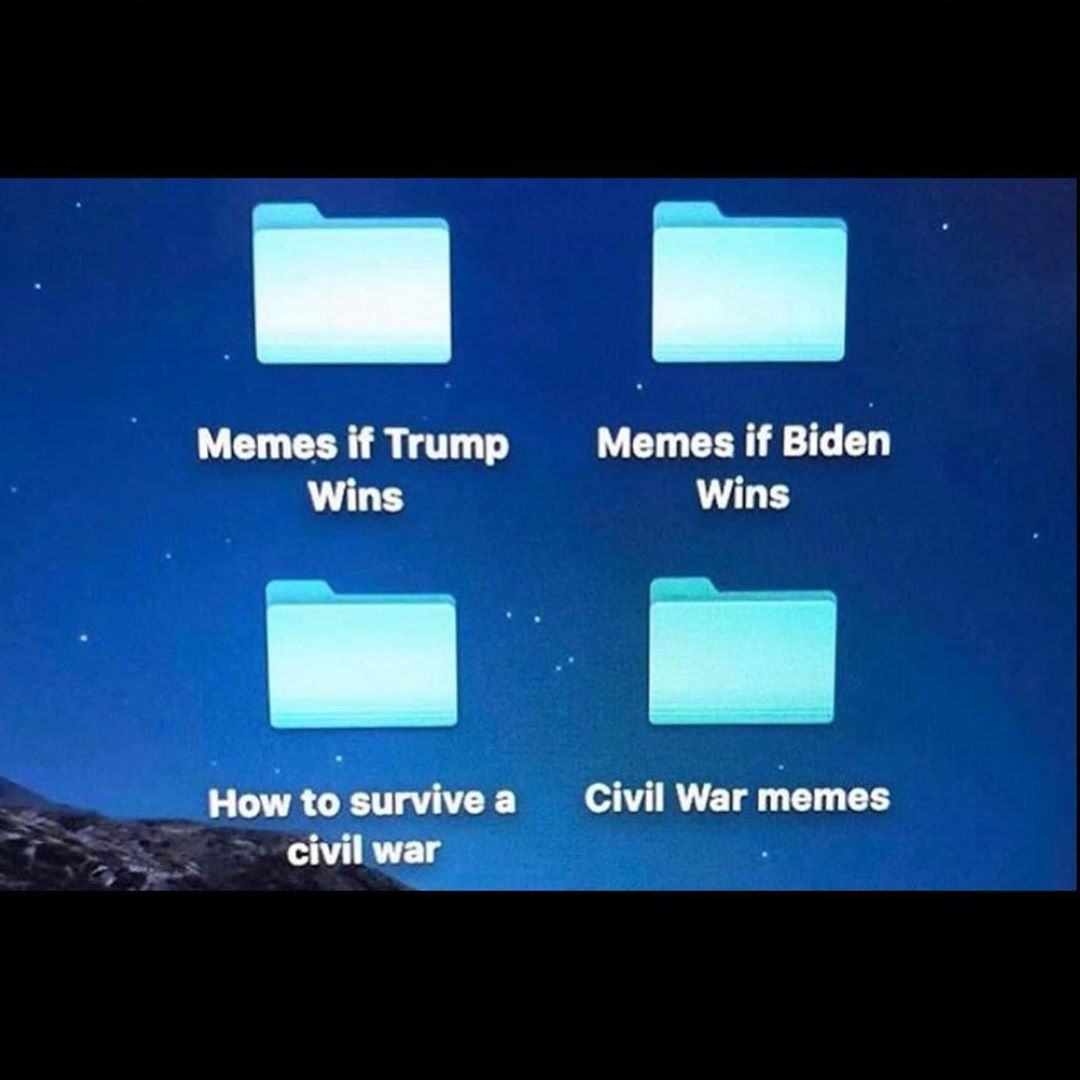 Memes if Trump
Wins
Memes if Biden
Wins
How to survive a
civil war
Civil War memes